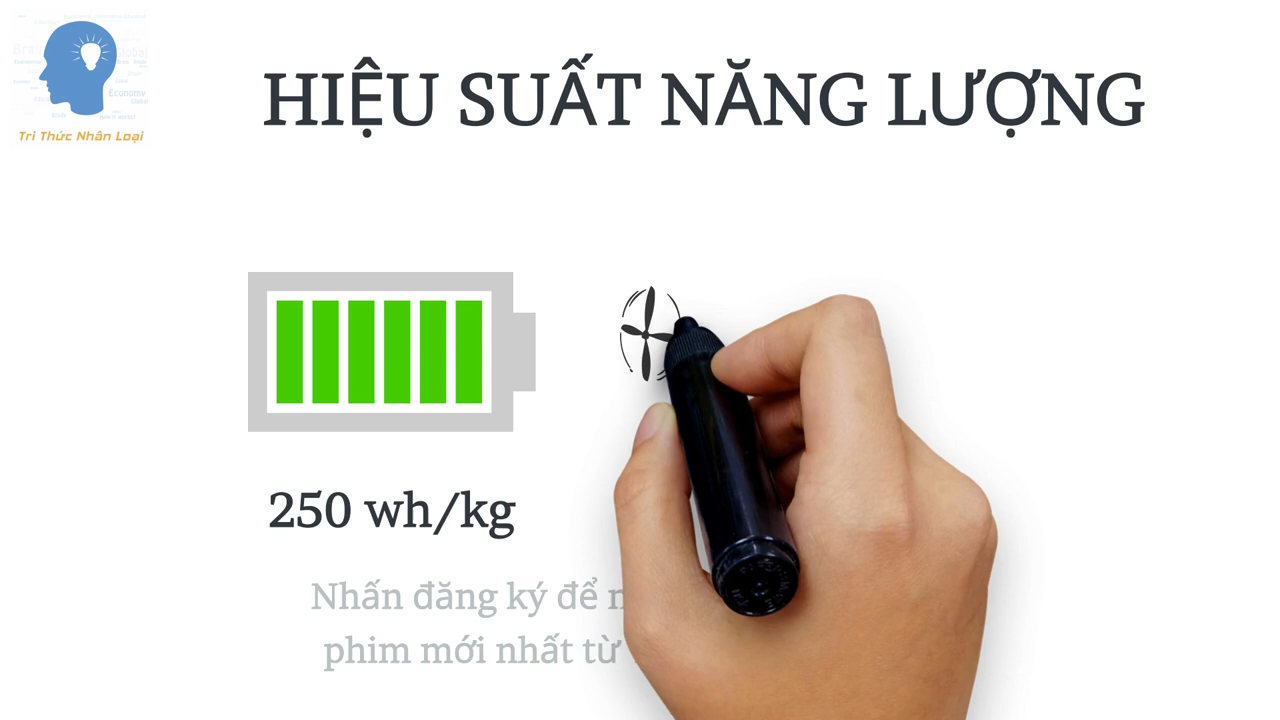 Tri Thức Nhân Loại
HIỆU SUẤT NĂNG LƯỢNG
250 wh/kg
Nhấn đăng ký để
phim mới nhất từ